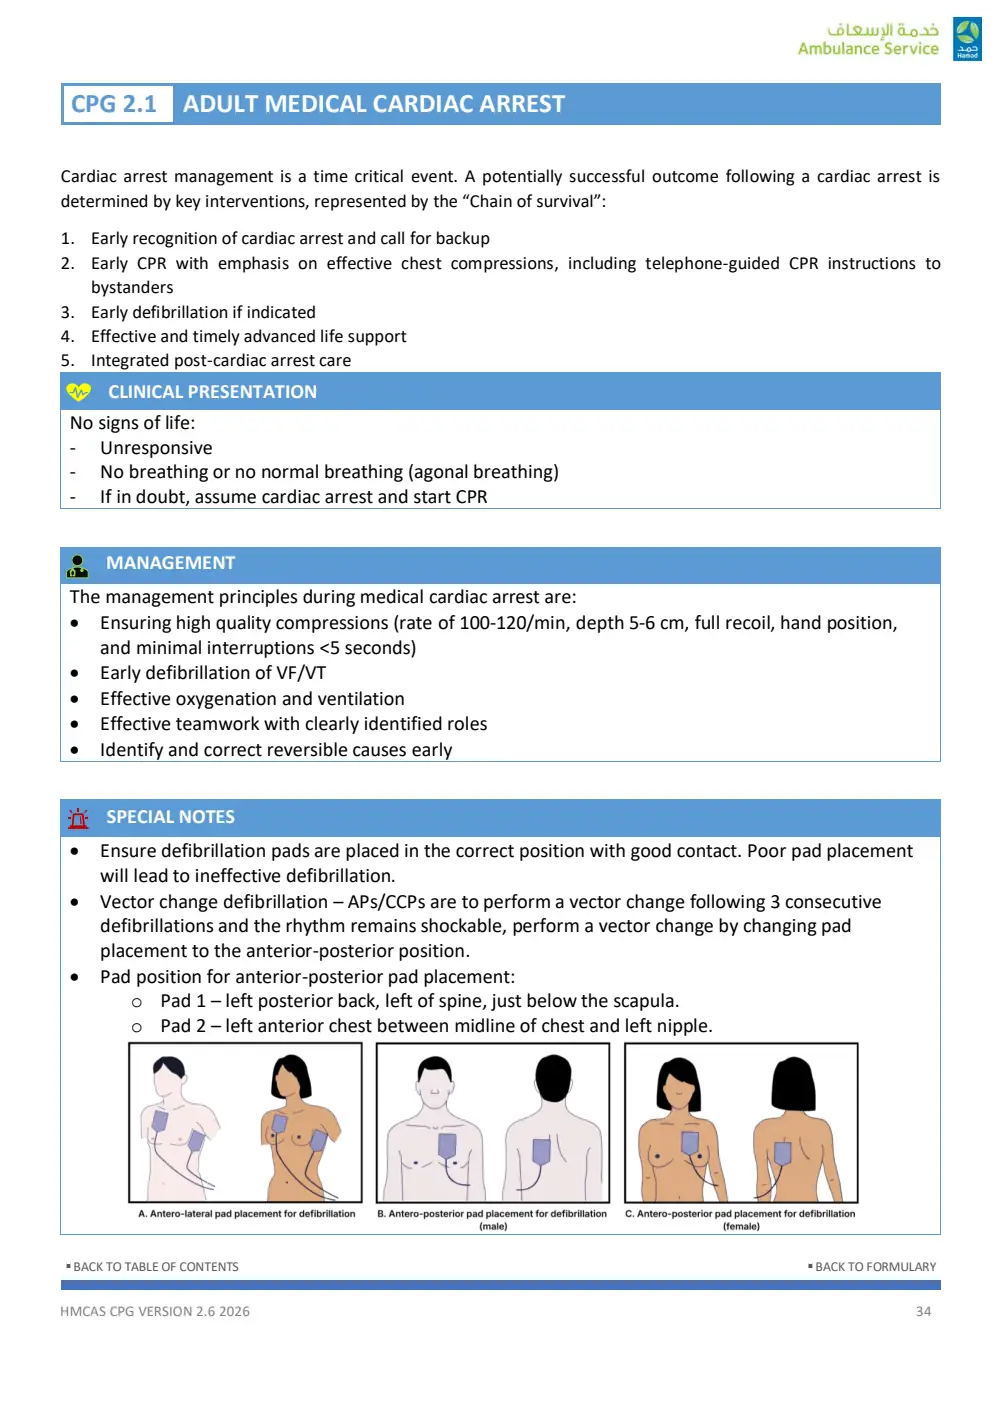 خدمة الإسعاف
Ambulance Service
حمد
Hamad
CPG 2.1 ADULT MEDICAL CARDIAC ARREST
Cardiac arrest management is a time critical event. A potentially successful outcome following a cardiac arrest is
determined by key interventions, represented by the “Chain of survival”:
1. Early recognition of cardiac arrest and call for backup
2. Early CPR with emphasis on effective chest compressions, including telephone-guided CPR instructions to
bystanders
3. Early defibrillation if indicated
4. Effective and timely advanced life support
5. Integrated post-cardiac arrest care
CLINICAL PRESENTATION
No signs of life:
- Unresponsive
- No breathing or no normal breathing (agonal breathing)
- If in doubt, assume cardiac arrest and start CPR
MANAGEMENT
The management principles during medical cardiac arrest are:
• Ensuring high quality compressions (rate of 100-120/min, depth 5-6 cm, full recoil, hand position,
and minimal interruptions <5 seconds)
• Early defibrillation of VF/VT
• Effective oxygenation and ventilation
• Effective teamwork with clearly identified roles
• Identify and correct reversible causes early
SPECIAL NOTES
• Ensure defibrillation pads are placed in the correct position with good contact. Poor pad placement
will lead to ineffective defibrillation.
• Vector change defibrillation – APs/CCPs are to perform a vector change following 3 consecutive
defibrillations and the rhythm remains shockable, perform a vector change by changing pad
placement to the anterior-posterior position.
• Pad position for anterior-posterior pad placement:
o Pad 1 – left posterior back, left of spine, just below the scapula.
o Pad 2 – left anterior chest between midline of chest and left nipple.
A. Antero-lateral pad placement for defibrillation
B. Antero-posterior pad placement for defibrillation
(male)
C. Antero-posterior pad placement for defibrillation
(female)
▪ BACK TO TABLE OF CONTENTS
▪ BACK TO FORMULARY
HMCAS CPG VERSION 2.6 2026
34